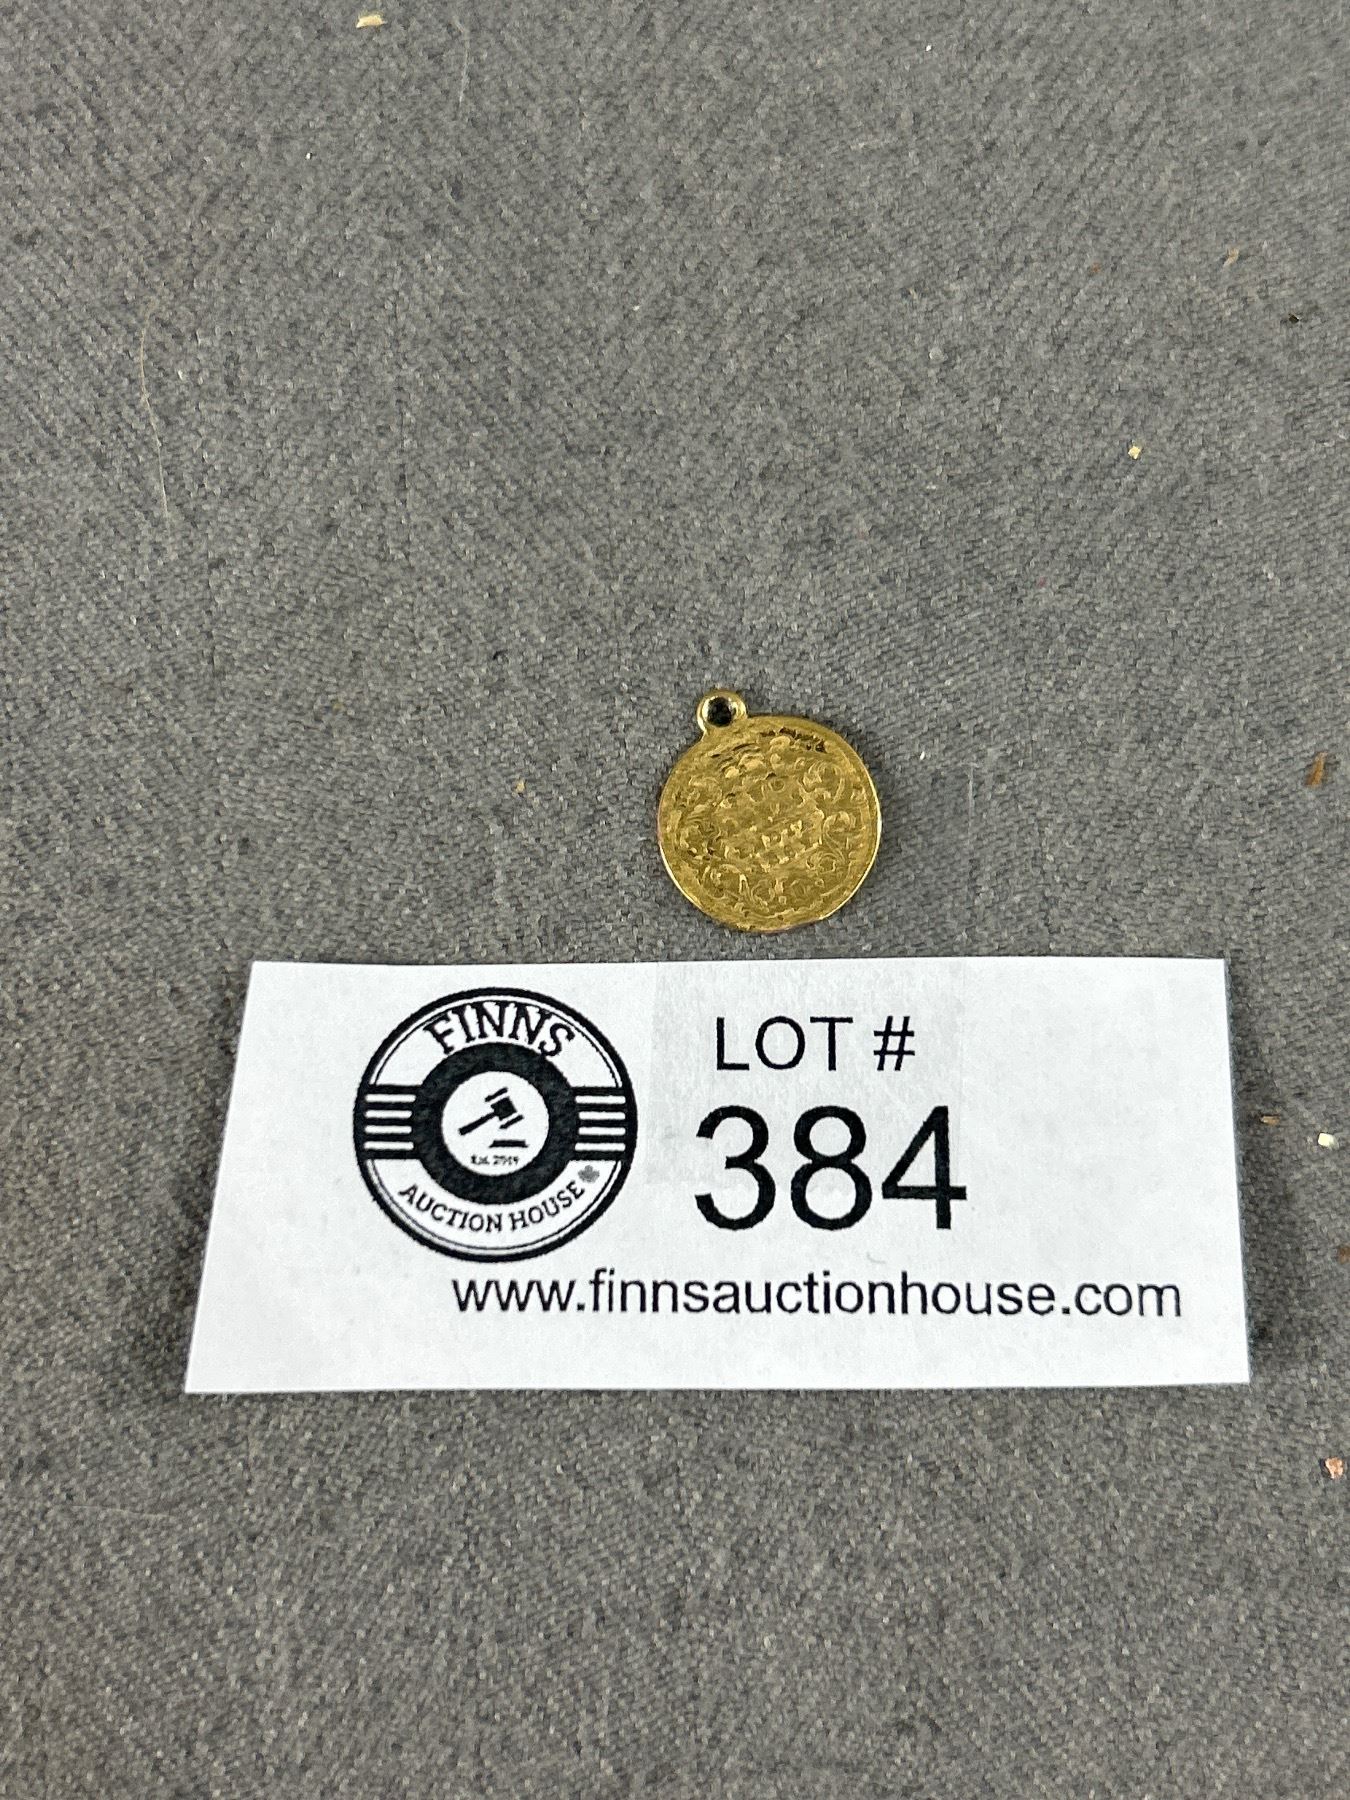 FINNS
Est. 2019
AUCTION HOUSE
LOT #
384
www.finnsauctionhouse.com